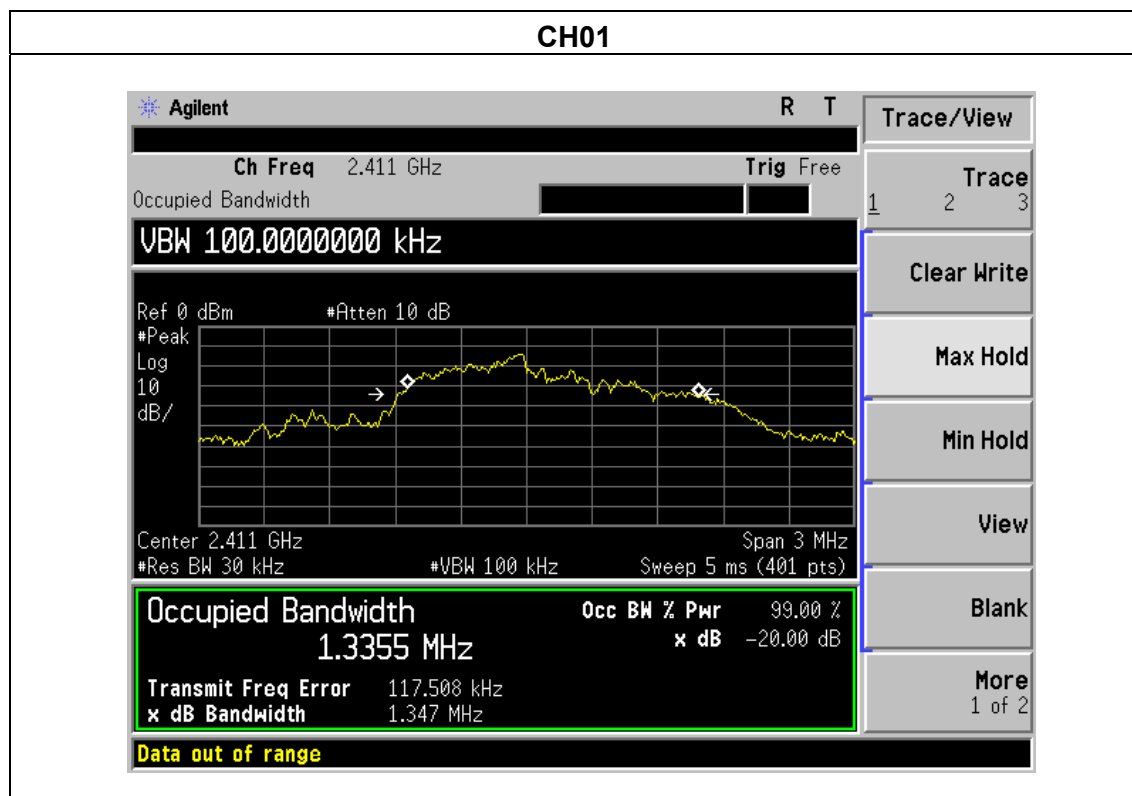 CH01
Agilent R T
Trace/View
Ch Freq 2.411 GHz Trig Free
Occupied Bandwidth
Trace
1 2 3
VBW 100.0000000 kHz
Clear Write
Ref 0 dBm #Atten 10 dB
#Peak
Log
10
dB/
Max Hold
Min Hold
View
Center 2.411 GHz Span 3 MHz
#Res BW 30 kHz #VBW 100 kHz Sweep 5 ms (401 pts)
Occupied Bandwidth Occ BW % Pwr 99.00 %
1.3355 MHz x dB -20.00 dB
Blank
Transmit Freq Error 117.508 kHz
x dB Bandwidth 1.347 MHz
More
1 of 2
Data out of range